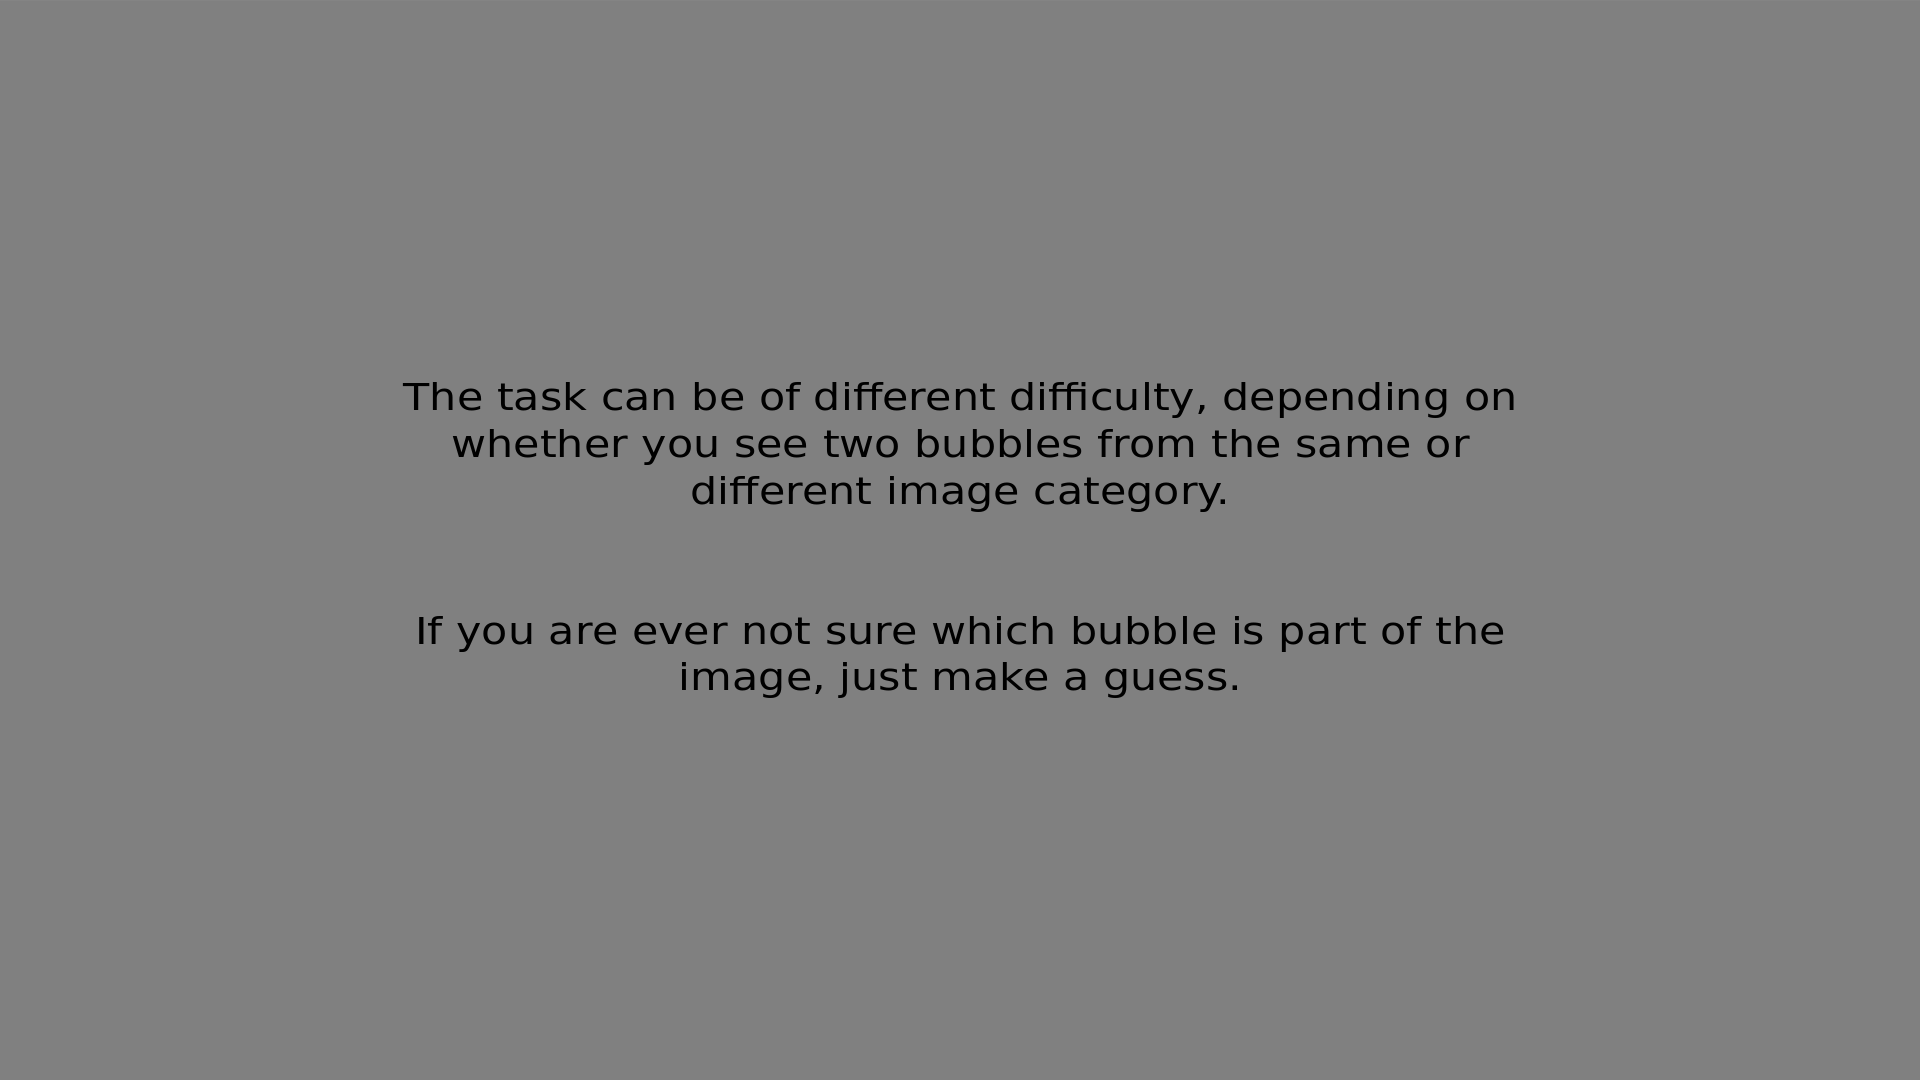 The task can be of different difficulty, depending on
whether you see two bubbles from the same or
different image category.
If you are ever not sure which bubble is part of the
image, just make a guess.